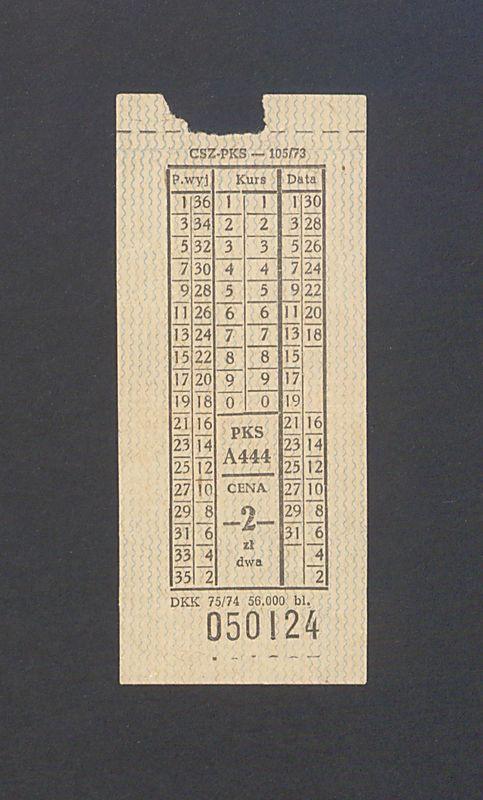 CSZ-PKS — 105/73
P.wyj Kurs Data
1 36 1 1 1 30
3 34 2 2 3 28
5 32 3 3 5 26
7 30 4 4 7 24
9 28 5 5 9 22
11 26 6 6 11 20
13 24 7 7 13 18
15 22 8 8 15
17 20 9 9 17
19 18 0 0 19
21 16 PKS 21 16
23 14 A444 23 14
25 12 25 12
27 10 CENA 27 10
29 8 –2– 29 8
31 6 zł 31 6
33 4 dwa 4
35 2 2
DKK 75/74 56.000 bl.
050124